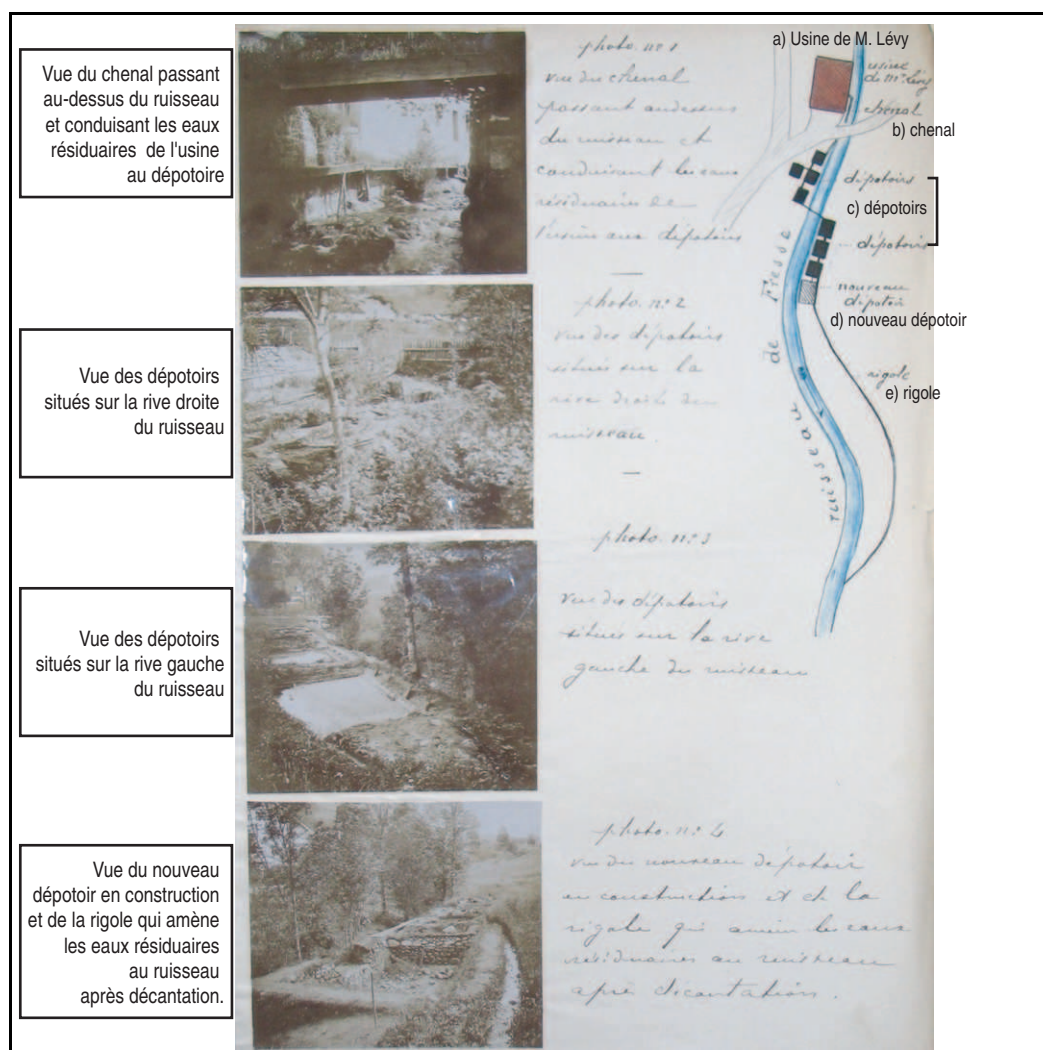 Vue du chenal passant
au-dessus du ruisseau
et conduisant les eaux
résiduaires de l'usine
au dépotoire
photo. nº 1
vue du chenal
passant au dessus
du ruisseau et
conduisant les eaux
résiduaires de
l'usine aux dépotoirs
a) Usine de M. Lévy
usine
de Mr Lévy
chenal
b) chenal
dépotoirs
c) dépotoirs
dépotoirs
nouveau
dépotoir
d) nouveau dépotoir
rigole
e) rigole
ruisseau de Fresse
Vue des dépotoirs
situés sur la rive droite
du ruisseau
photo. nº 2
vue des dépotoirs
situés sur la
rive droite du
ruisseau.
Vue des dépotoirs
situés sur la rive gauche
du ruisseau
photo. nº 3
vue des dépotoirs
situés sur la rive
gauche du ruisseau
Vue du nouveau
dépotoir en construction
et de la rigole qui amène
les eaux résiduaires
au ruisseau
après décantation.
photo. nº 4
vue du nouveau dépotoir
en construction et de la
rigole qui amène les eaux
résiduaires au ruisseau
après décantation.